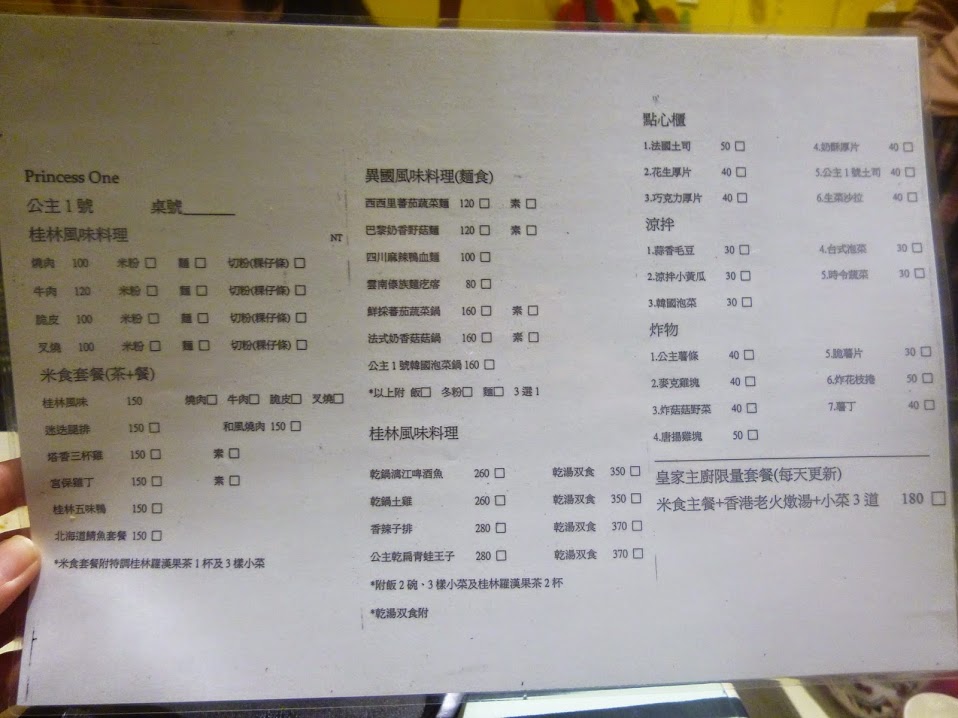 Princess One
公主1號 桌號______
桂林風味料理 NT
燒肉 100 米粉 □ 麵 □ 切粉(粿仔條) □
牛肉 120 米粉 □ 麵 □ 切粉(粿仔條) □
脆皮 100 米粉 □ 麵 □ 切粉(粿仔條) □
叉燒 100 米粉 □ 麵 □ 切粉(粿仔條) □
米食套餐(茶+餐)
桂林風味 150 燒肉□ 牛肉□ 脆皮□ 叉燒□
迷迭腿排 150 □ 和風燒肉 150 □
塔香三杯雞 150 □ 素 □
宮保雞丁 150 □ 素 □
桂林五味鴨 150 □
北海道鯖魚套餐 150 □
*米食套餐附特調桂林羅漢果茶1杯及3樣小菜
異國風味料理(麵食)
西西里蕃茄蔬菜麵 120 □ 素 □
巴黎奶香野菇麵 120 □ 素 □
四川麻辣鴨血麵 100 □
雲南傣族麵疙瘩 80 □
鮮採蕃茄蔬菜鍋 160 □ 素 □
法式奶香菇菇鍋 160 □ 素 □
公主1號韓國泡菜鍋 160 □
*以上附 飯□ 冬粉□ 麵□ 3選1
桂林風味料理
乾鍋漓江啤酒魚 260 □ 乾湯双食 350 □
乾鍋土雞 260 □ 乾湯双食 350 □
香辣子排 280 □ 乾湯双食 370 □
公主乾扁青蛙王子 280 □ 乾湯双食 370 □
*附飯2碗、3樣小菜及桂林羅漢果茶2杯
*乾湯双食附
點心櫃
1.法國土司 50 □ 4.奶酥厚片 40 □
2.花生厚片 40 □ 5.公主1號土司 40 □
3.巧克力厚片 40 □ 6.生菜沙拉 40 □
涼拌
1.蒜香毛豆 30 □ 4.台式泡菜 30 □
2.涼拌小黃瓜 30 □ 5.時令蔬菜 30 □
3.韓國泡菜 30 □
炸物
1.公主薯條 40 □ 5.脆薯片 30 □
2.麥克雞塊 40 □ 6.炸花枝捲 50 □
3.炸菇菇野菜 40 □ 7.薯丁 40 □
4.唐揚雞塊 50 □
皇家主廚限量套餐(每天更新)
米食主餐+香港老火燉湯+小菜3道 180 □